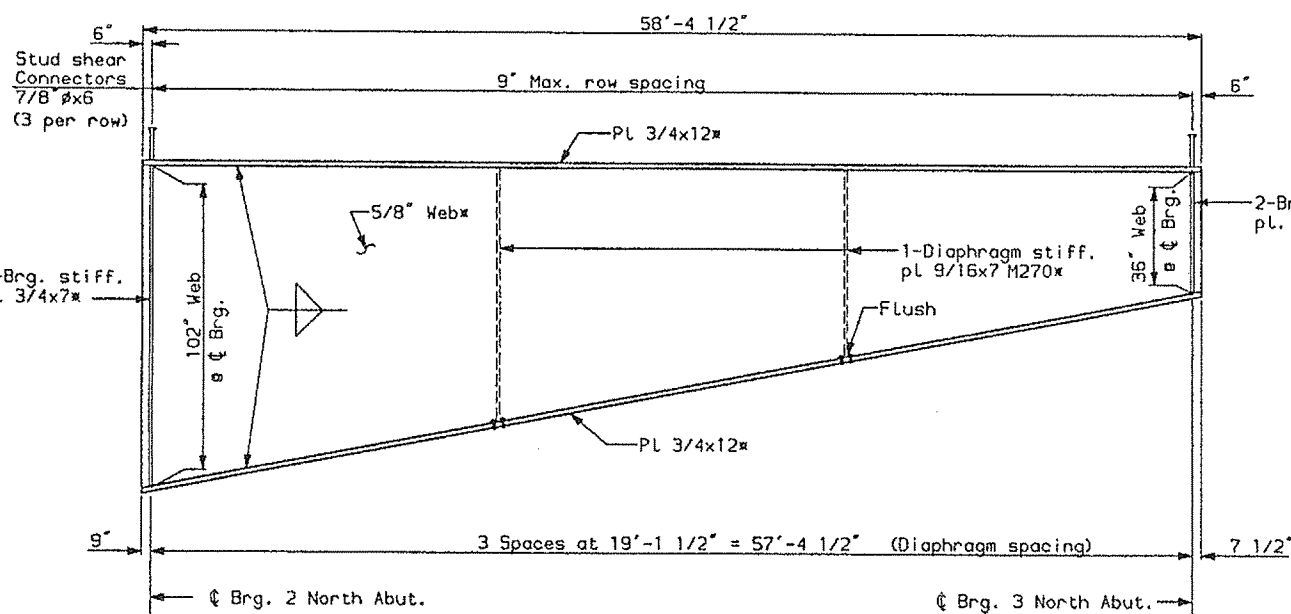 58'-4 1/2"
6"
Stud shear
Connectors
7/8"øx6
(3 per row)
9" Max. row spacing
6"
PL 3/4x12*
5/8" Web*
102" Web
@ ℄ Brg.
36" Web
@ ℄ Brg.
2-Br
pl.
-Brg. stiff.
3/4x7*
1-Diaphragm stiff.
pl 9/16x7 M270*
Flush
PL 3/4x12*
9"
3 Spaces at 19'-1 1/2" = 57'-4 1/2" (Diaphragm spacing)
7 1/2"
℄ Brg. 2 North Abut.
℄ Brg. 3 North Abut.